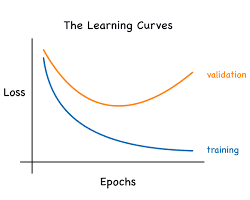 The Learning Curves
validation
Loss
training
Epochs